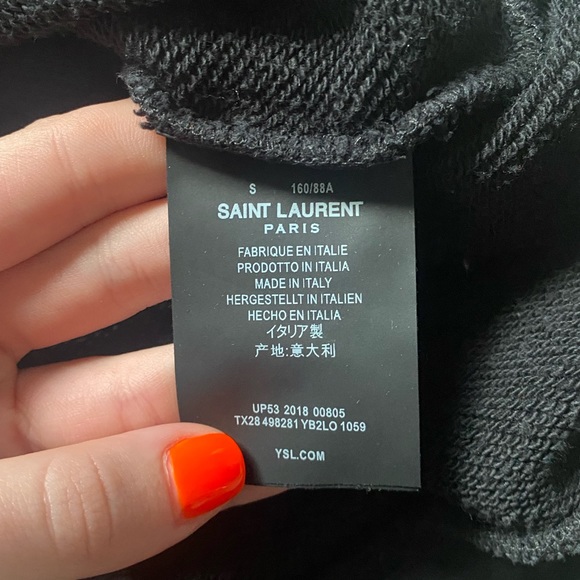 S 160/88A
SAINT LAURENT
PARIS
FABRIQUE EN ITALIE
PRODOTTO IN ITALIA
MADE IN ITALY
HERGESTELLT IN ITALIEN
HECHO EN ITALIA
イタリア製
产地:意大利
UP53 2018 00805
TX28 498281 YB2LO 1059
YSL.COM